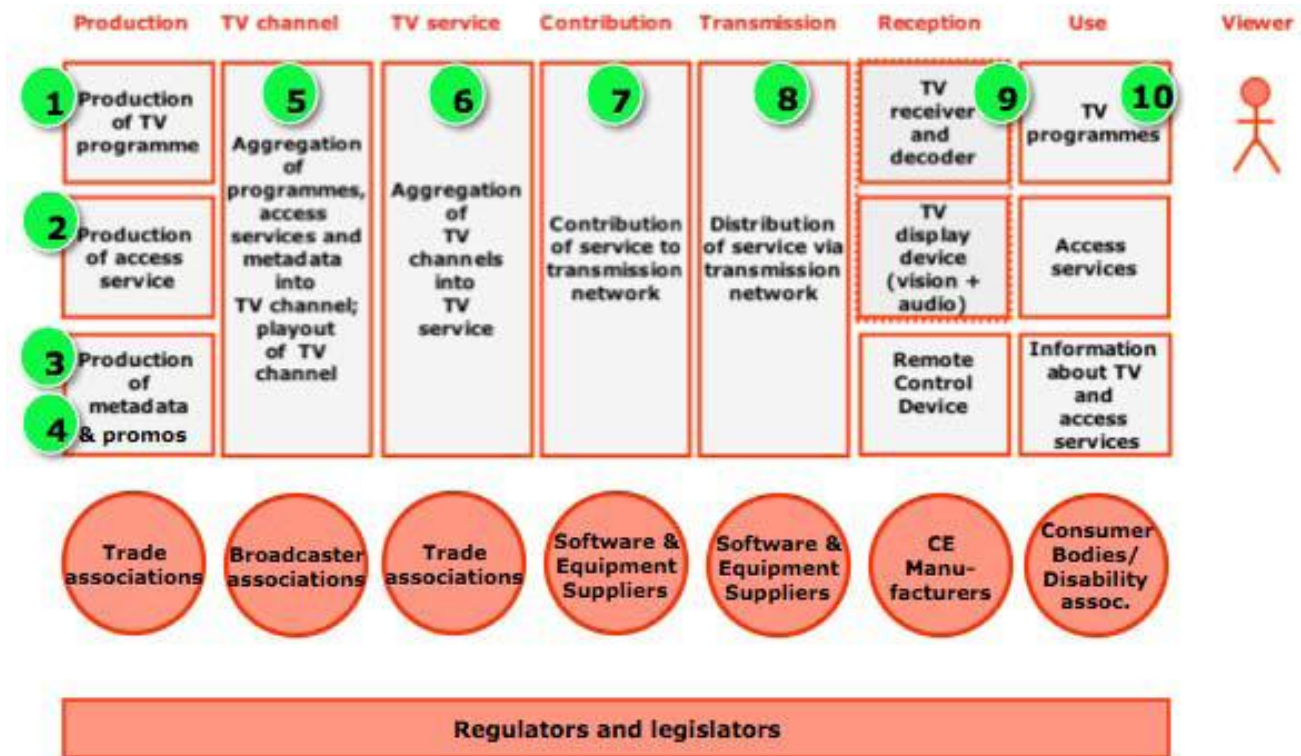 Production TV channel TV service Contribution Transmission Reception Use Viewer
1
Production
of TV
programme
2
Production
of access
service
3
Production
of
metadata
4
& promos
5
Aggregation
of
programmes,
access
services and
metadata
into
TV channel;
playout
of TV
channel
6
Aggregation
of
TV
channels
into
TV
service
7
Contribution
of service to
transmission
network
8
Distribution
of service via
transmission
network
9
TV
receiver
and
decoder
TV
display
device
(vision +
audio)
Remote
Control
Device
10
TV
programmes
Access
services
Information
about TV
and
access
services
Trade
associations
Broadcaster
associations
Trade
associations
Software &
Equipment
Suppliers
Software &
Equipment
Suppliers
CE
Manu-
facturers
Consumer
Bodies/
Disability
assoc.
Regulators and legislators